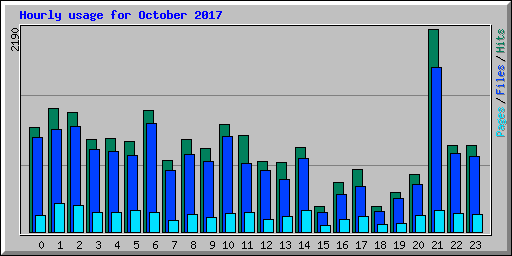 Hourly usage for October 2017
2190
Pages/Files/Hits
0 1 2 3 4 5 6 7 8 9 10 11 12 13 14 15 16 17 18 19 20 21 22 23